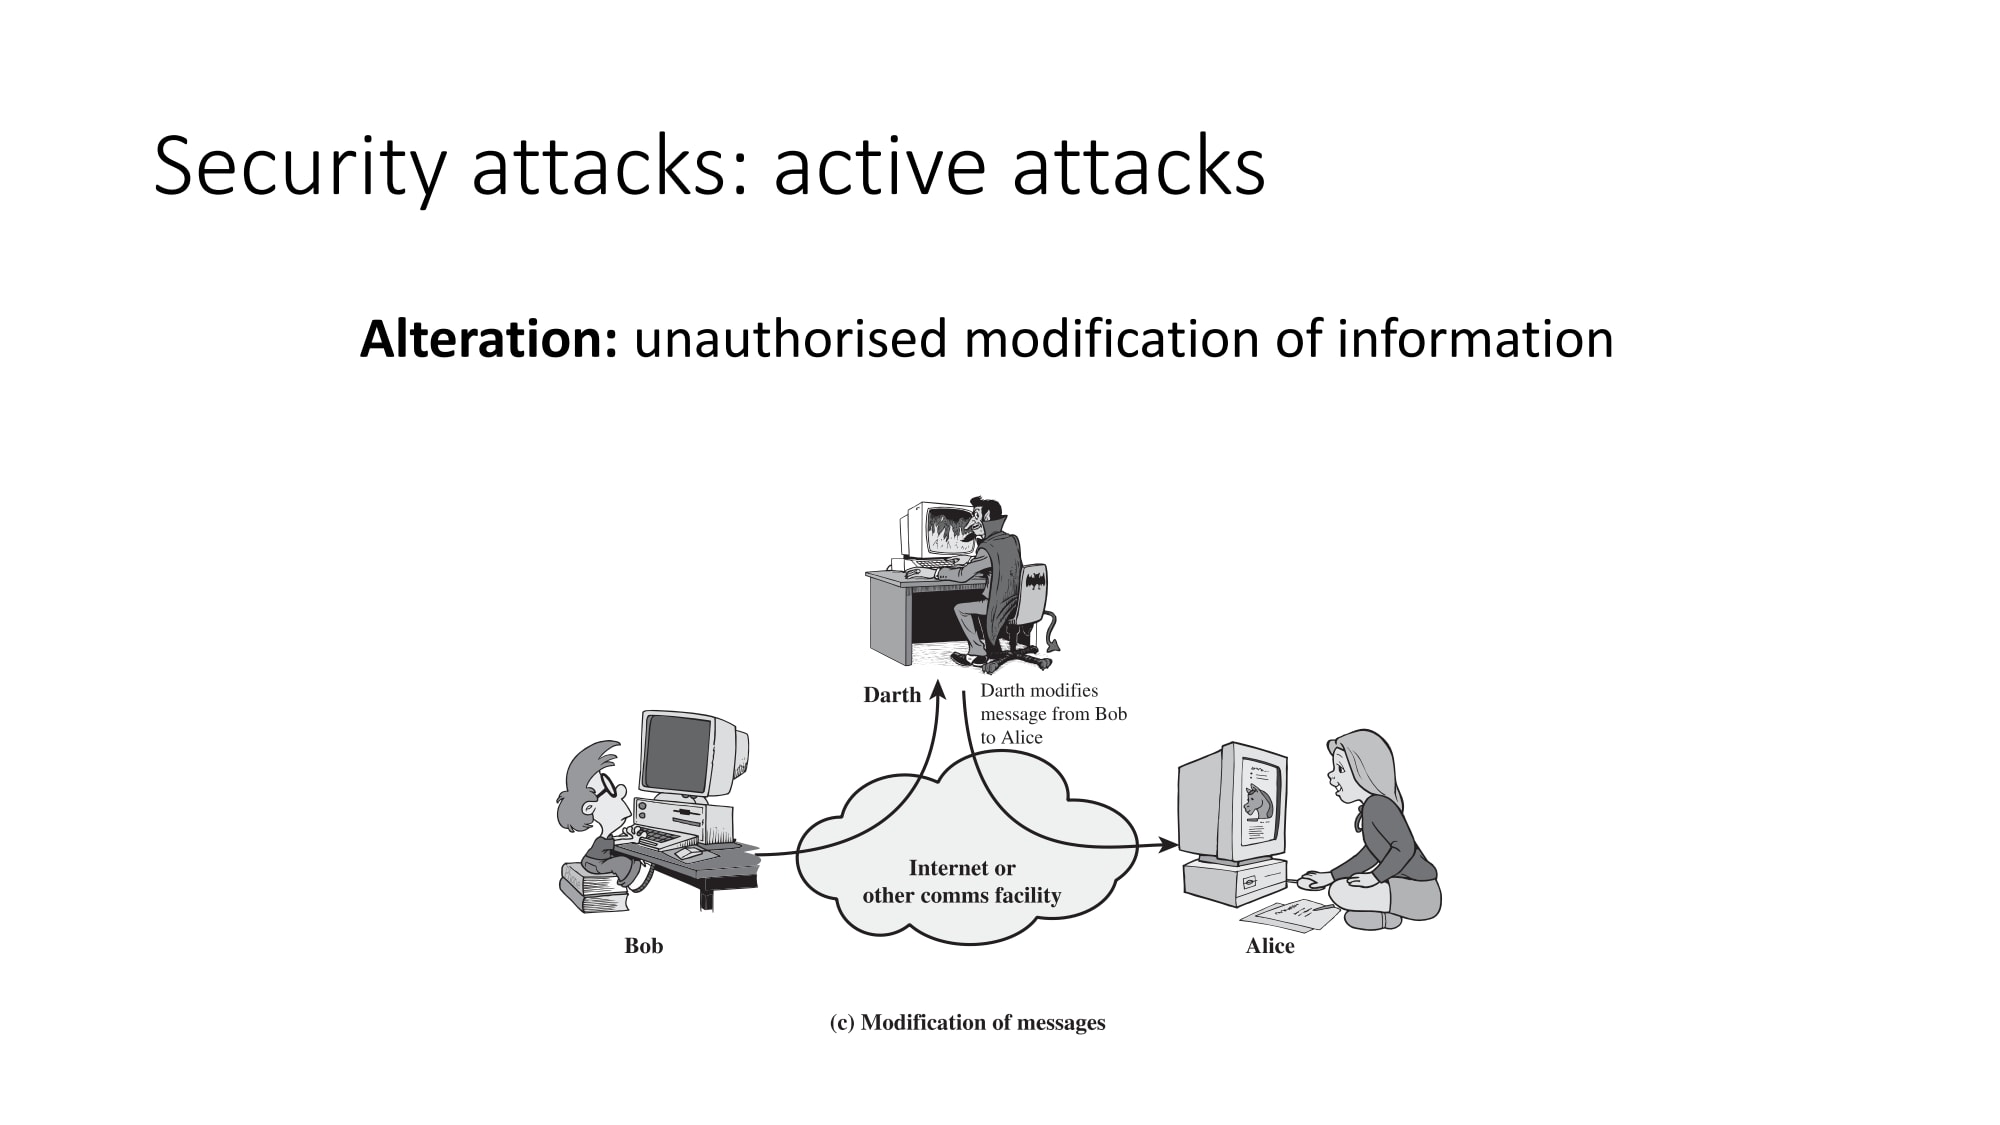 Security attacks: active attacks
Alteration: unauthorised modification of information
Darth
Darth modifies
message from Bob
to Alice
Internet or
other comms facility
Bob
Alice
(c) Modification of messages